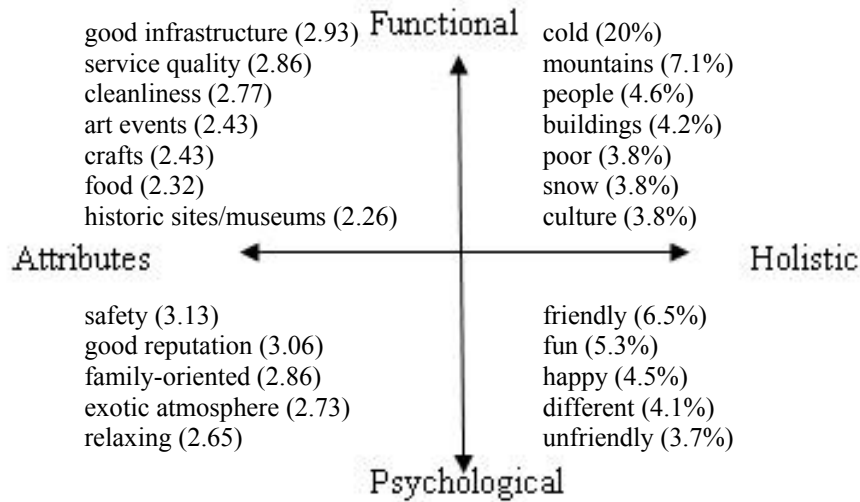 Functional
good infrastructure (2.93)
service quality (2.86)
cleanliness (2.77)
art events (2.43)
crafts (2.43)
food (2.32)
historic sites/museums (2.26)
cold (20%)
mountains (7.1%)
people (4.6%)
buildings (4.2%)
poor (3.8%)
snow (3.8%)
culture (3.8%)
Attributes
Holistic
safety (3.13)
good reputation (3.06)
family-oriented (2.86)
exotic atmosphere (2.73)
relaxing (2.65)
friendly (6.5%)
fun (5.3%)
happy (4.5%)
different (4.1%)
unfriendly (3.7%)
Psychological